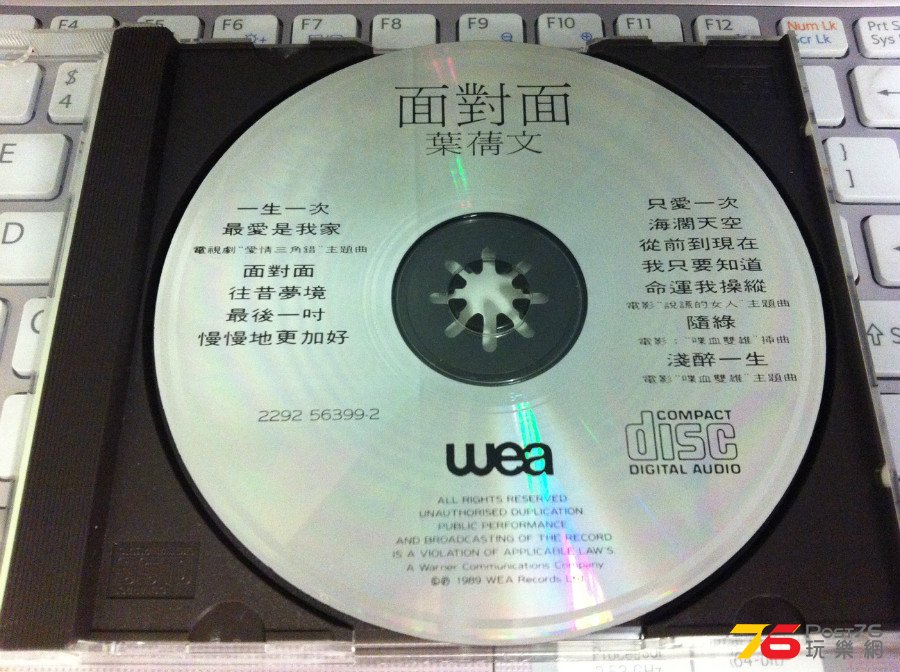 F4
F6
F7
F8
F9
F10
F11
F12
Num Lk
Scr Lk
Prt S
Sys
$
4
E
D
}
]
面對面
葉蒨文
一生一次
最愛是我家
電視劇"愛情三角錯"主題曲
面對面
往昔夢境
最後一吋
慢慢地更加好
只愛一次
海濶天空
從前到現在
我只要知道
命運我操縱
電影"說謊的女人"主題曲
隨綠
電影："喋血雙雄"挿曲
淺醉一生
電影"喋血雙雄"主題曲
2292 56399-2
wea
COMPACT
disc
DIGITAL AUDIO
ALL RIGHTS RESERVED
UNAUTHORISED DUPLICATION
PUBLIC PERFORMANCE
AND BROADCASTING OF THE RECORD
IS A VIOLATION OF APPLICABLE LAW'S
A Warner Communications Company
©℗ 1989 WEA Records Ltd.
76 Post76
玩樂網